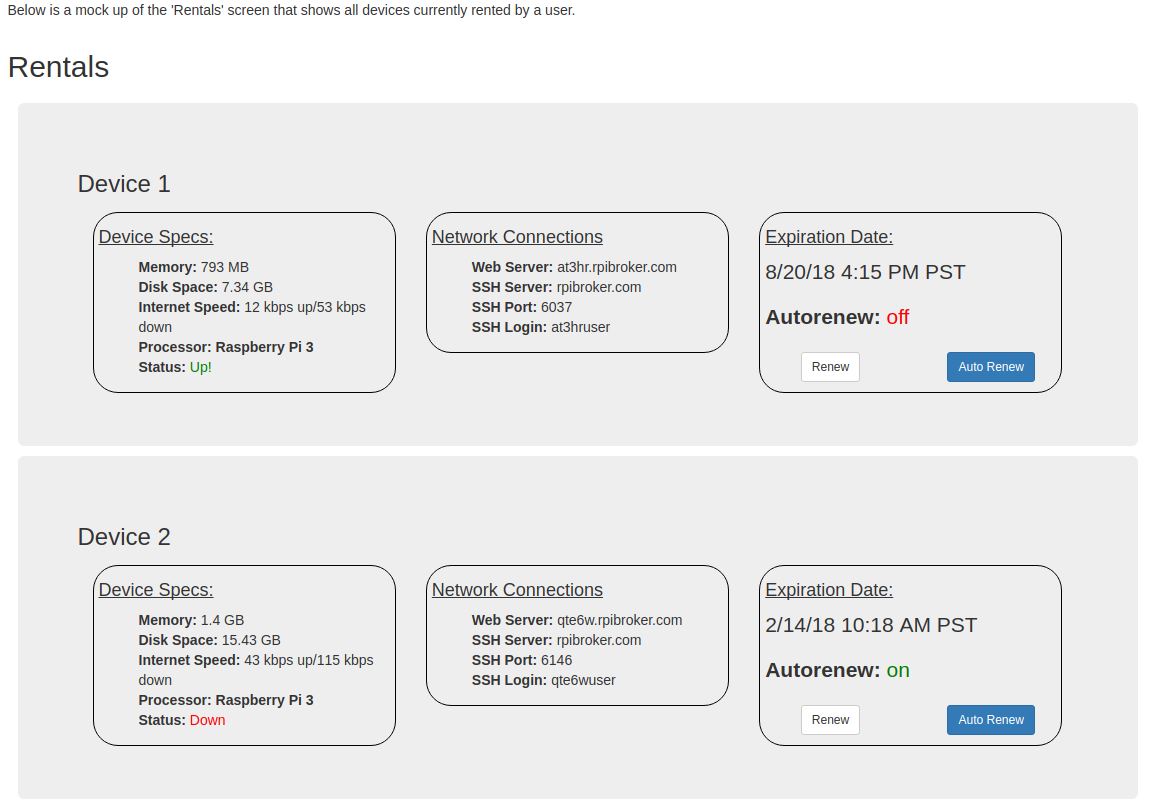 Below is a mock up of the 'Rentals' screen that shows all devices currently rented by a user.
Rentals
Device 1
Device Specs:
Memory: 793 MB
Disk Space: 7.34 GB
Internet Speed: 12 kbps up/53 kbps
down
Processor: Raspberry Pi 3
Status: Up!
Network Connections
Web Server: at3hr.rpibroker.com
SSH Server: rpibroker.com
SSH Port: 6037
SSH Login: at3hruser
Expiration Date:
8/20/18 4:15 PM PST
Autorenew: off
Renew
Auto Renew
Device 2
Device Specs:
Memory: 1.4 GB
Disk Space: 15.43 GB
Internet Speed: 43 kbps up/115 kbps
down
Processor: Raspberry Pi 3
Status: Down
Network Connections
Web Server: qte6w.rpibroker.com
SSH Server: rpibroker.com
SSH Port: 6146
SSH Login: qte6wuser
Expiration Date:
2/14/18 10:18 AM PST
Autorenew: on
Renew
Auto Renew